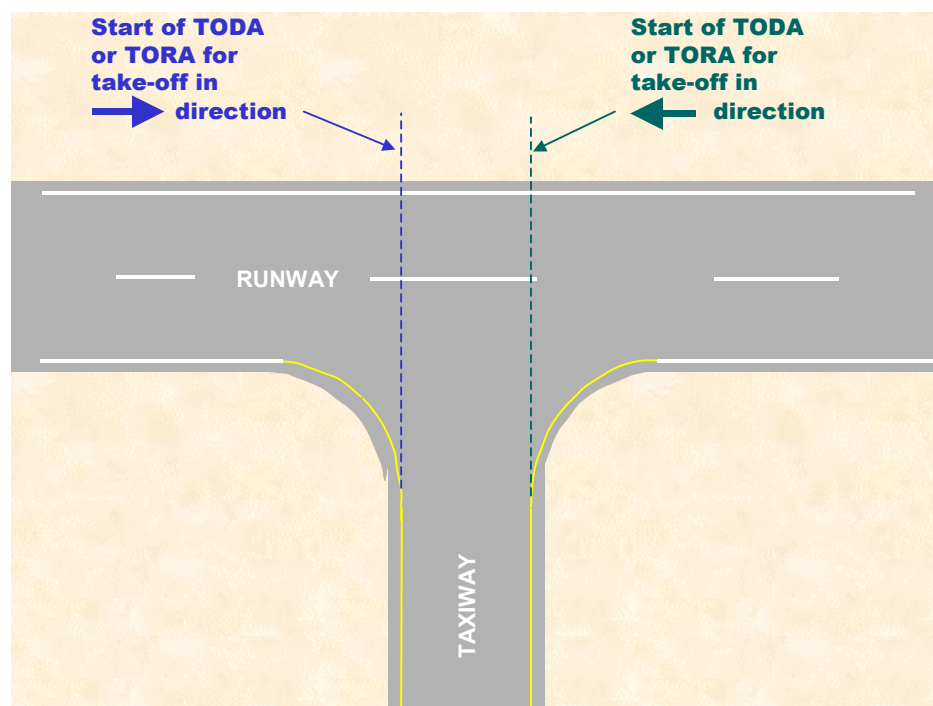 Start of TODA
or TORA for
take-off in
direction
Start of TODA
or TORA for
take-off in
direction
RUNWAY
TAXIWAY